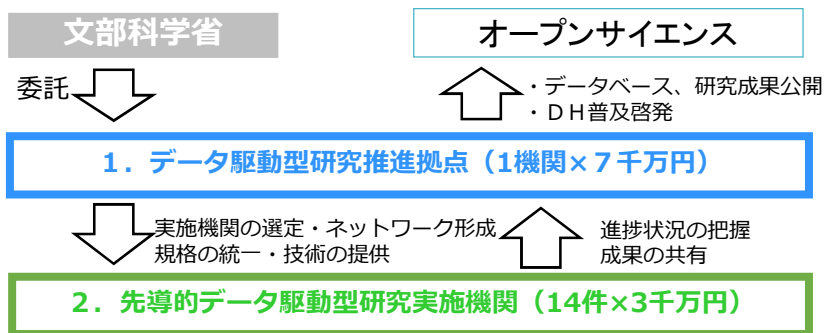 文部科学省
オープンサイエンス
委託
・データベース、研究成果公開
・ＤＨ普及啓発
１．データ駆動型研究推進拠点（1機関×７千万円）
実施機関の選定・ネットワーク形成
規格の統一・技術の提供
進捗状況の把握
成果の共有
２．先導的データ駆動型研究実施機関（14件×3千万円）